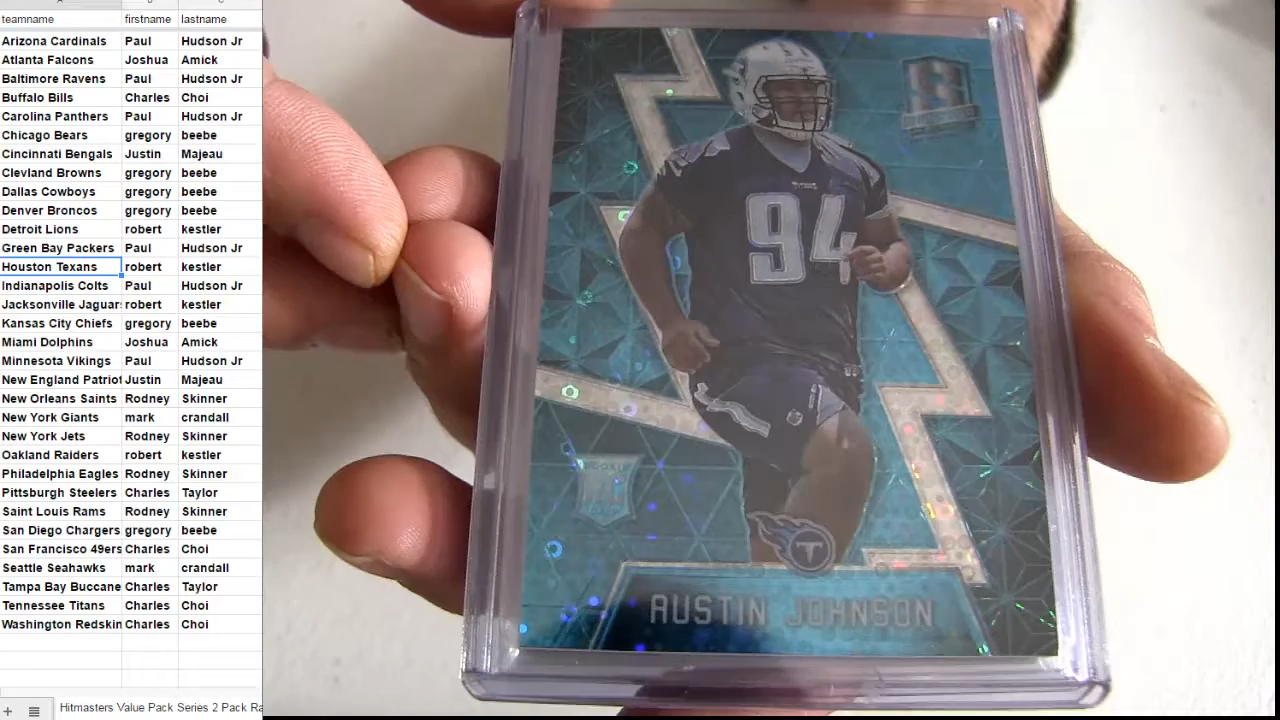 teamname firstname lastname
Arizona Cardinals Paul Hudson Jr
Atlanta Falcons Joshua Amick
Baltimore Ravens Paul Hudson Jr
Buffalo Bills Charles Choi
Carolina Panthers Paul Hudson Jr
Chicago Bears gregory beebe
Cincinnati Bengals Justin Majeau
Clevland Browns gregory beebe
Dallas Cowboys gregory beebe
Denver Broncos gregory beebe
Detroit Lions robert kestler
Green Bay Packers Paul Hudson Jr
Houston Texans robert kestler
Indianapolis Colts Paul Hudson Jr
Jacksonville Jaguar robert kestler
Kansas City Chiefs gregory beebe
Miami Dolphins Joshua Amick
Minnesota Vikings Paul Hudson Jr
New England Patriot Justin Majeau
New Orleans Saints Rodney Skinner
New York Giants mark crandall
New York Jets Rodney Skinner
Oakland Raiders robert kestler
Philadelphia Eagles Rodney Skinner
Pittsburgh Steelers Charles Taylor
Saint Louis Rams Rodney Skinner
San Diego Chargers gregory beebe
San Francisco 49ers Charles Choi
Seattle Seahawks mark crandall
Tampa Bay Buccane Charles Taylor
Tennessee Titans Charles Choi
Washington Redskin Charles Choi
Hitmasters Value Pack Series 2 Pack Ra
94
T
AUSTIN JOHNSON